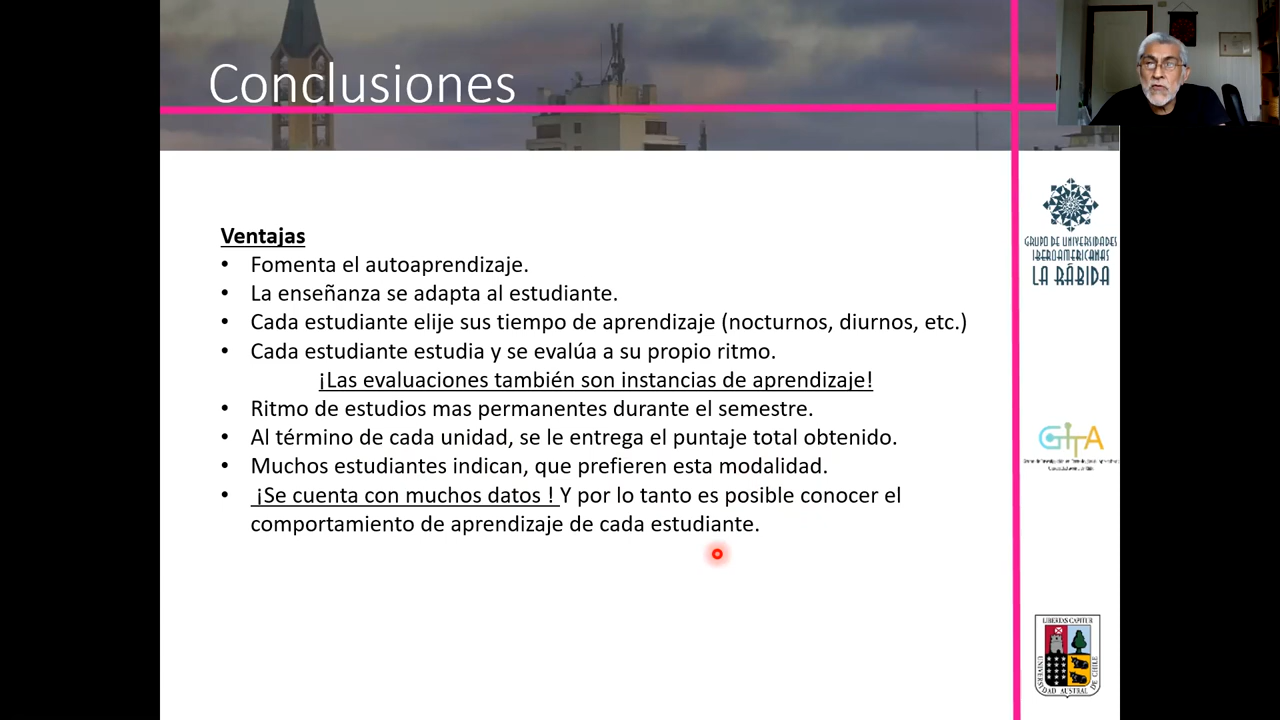 Conclusiones
Ventajas
• Fomenta el autoaprendizaje.
• La enseñanza se adapta al estudiante.
• Cada estudiante elije sus tiempo de aprendizaje (nocturnos, diurnos, etc.)
• Cada estudiante estudia y se evalúa a su propio ritmo.
¡Las evaluaciones también son instancias de aprendizaje!
• Ritmo de estudios mas permanentes durante el semestre.
• Al término de cada unidad, se le entrega el puntaje total obtenido.
• Muchos estudiantes indican, que prefieren esta modalidad.
• ¡Se cuenta con muchos datos ! Y por lo tanto es posible conocer el
comportamiento de aprendizaje de cada estudiante.
GRUPO DE UNIVERSIDADES
IBEROAMERICANAS
LA RÁBIDA
GITA
LIBERTAS CAPITUR
UNIVERSIDAD AUSTRAL DE CHILE